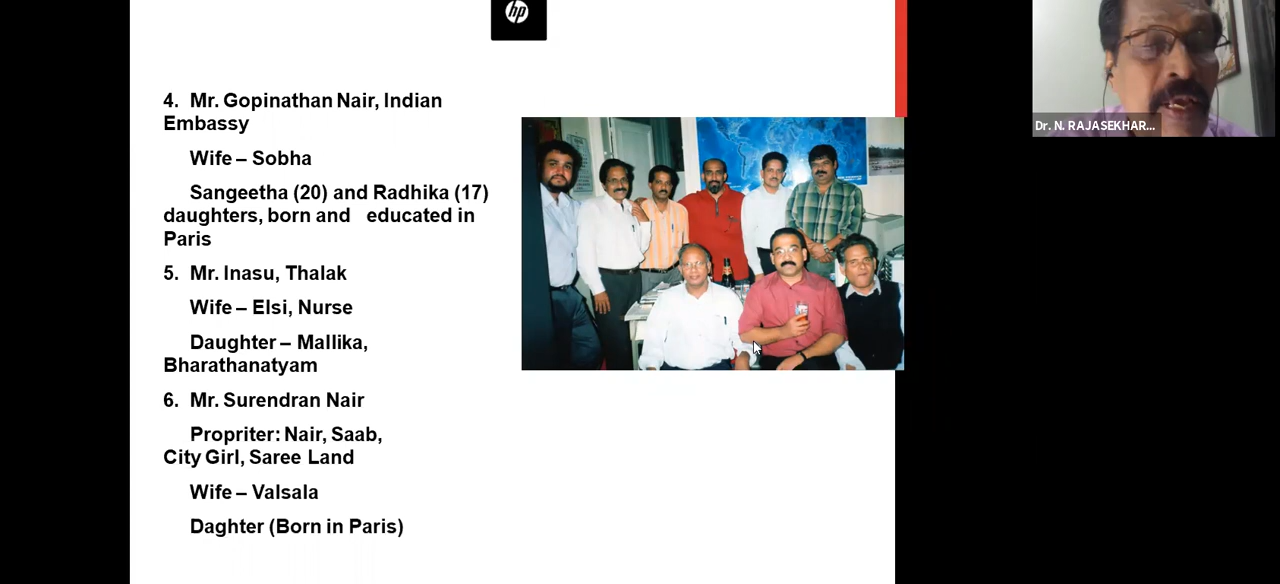 hp
4. Mr. Gopinathan Nair, Indian
Embassy
Wife – Sobha
Sangeetha (20) and Radhika (17)
daughters, born and educated in
Paris
5. Mr. Inasu, Thalak
Wife – Elsi, Nurse
Daughter – Mallika,
Bharathanatyam
6. Mr. Surendran Nair
Propriter: Nair, Saab,
City Girl, Saree Land
Wife – Valsala
Daghter (Born in Paris)
Dr. N. RAJASEKHAR...